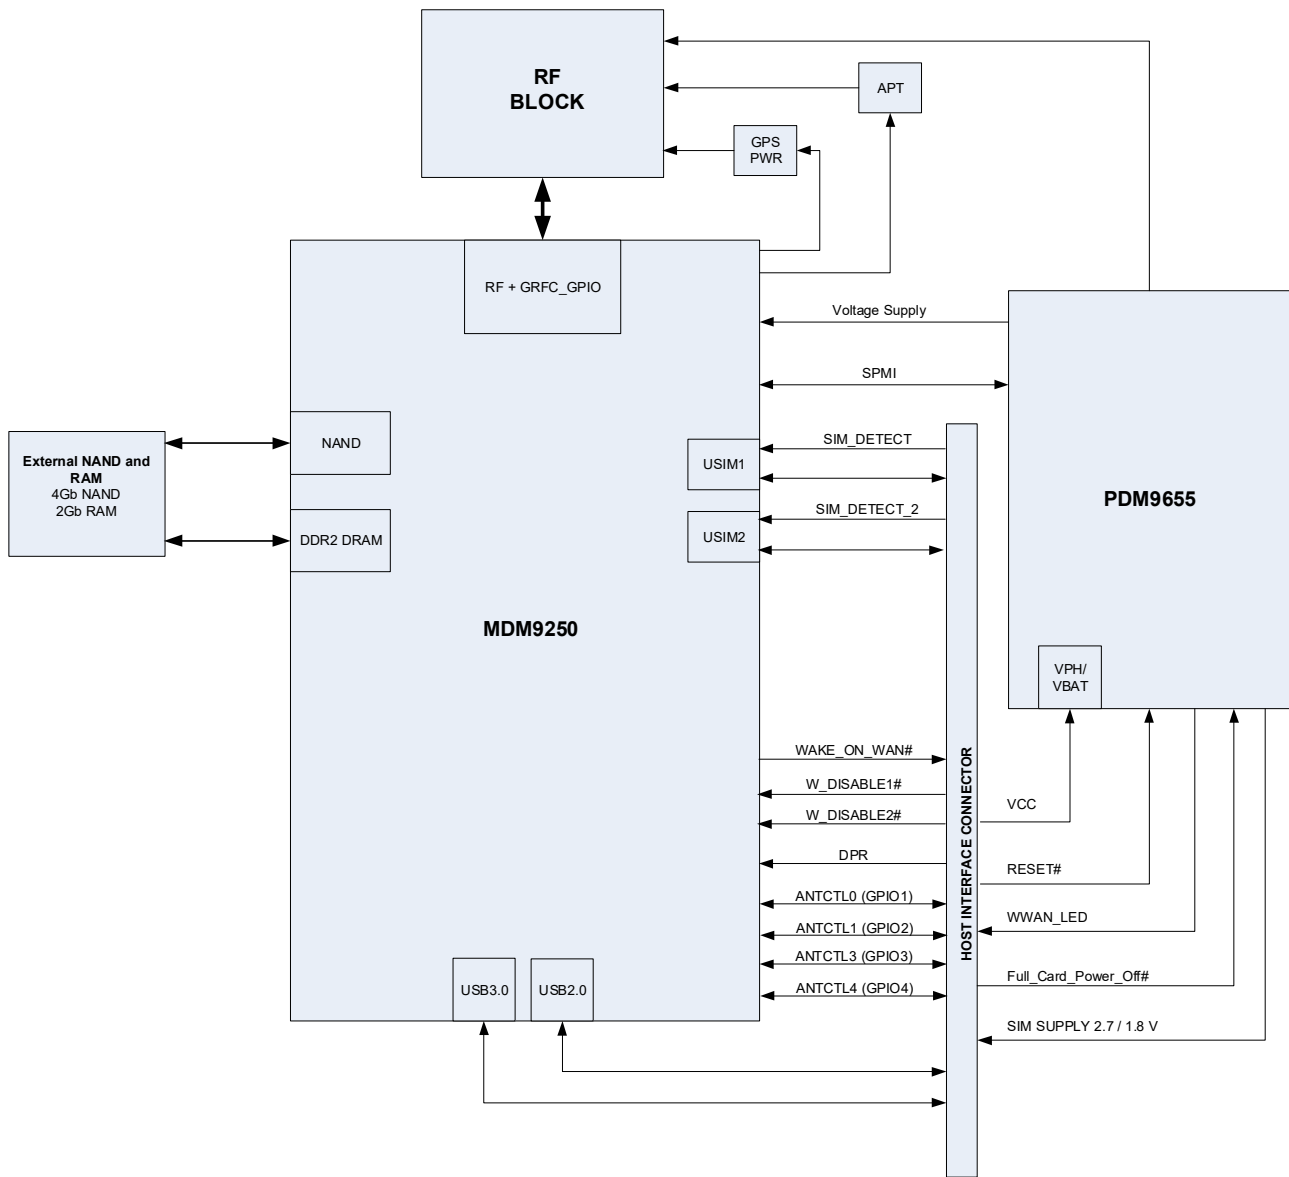 RF
BLOCK
APT
GPS
PWR
RF + GRFC_GPIO
Voltage Supply
SPMI
NAND
External NAND and
RAM
4Gb NAND
2Gb RAM
DDR2 DRAM
USIM1
SIM_DETECT
USIM2
SIM_DETECT_2
PDM9655
MDM9250
VPH/
VBAT
WAKE_ON_WAN#
W_DISABLE1#
W_DISABLE2#
DPR
ANTCTL0 (GPIO1)
ANTCTL1 (GPIO2)
ANTCTL3 (GPIO3)
ANTCTL4 (GPIO4)
HOST INTERFACE CONNECTOR
VCC
RESET#
WWAN_LED
Full_Card_Power_Off#
SIM SUPPLY 2.7 / 1.8 V
USB3.0
USB2.0